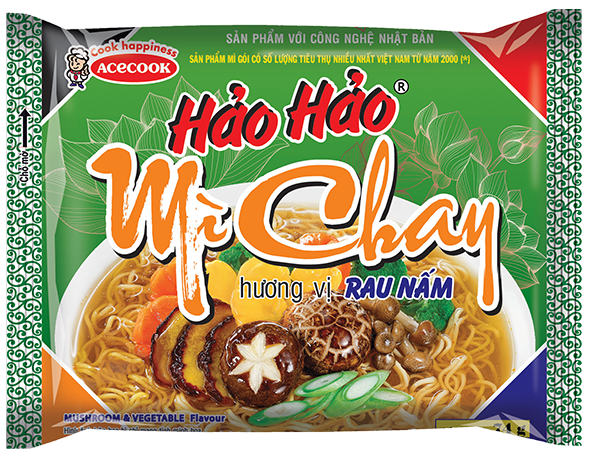 Cook happiness
ACECOOK
SẢN PHẨM VỚI CÔNG NGHỆ NHẬT BẢN
SẢN PHẨM MÌ GÓI CÓ SỐ LƯỢNG TIÊU THỤ NHIỀU NHẤT VIỆT NAM TỪ NĂM 2000 (*)
Hảo Hảo®
Chỗ mở
Mì Chay
hương vị RAU NẤM
MUSHROOM & VEGETABLE Flavour
74 g